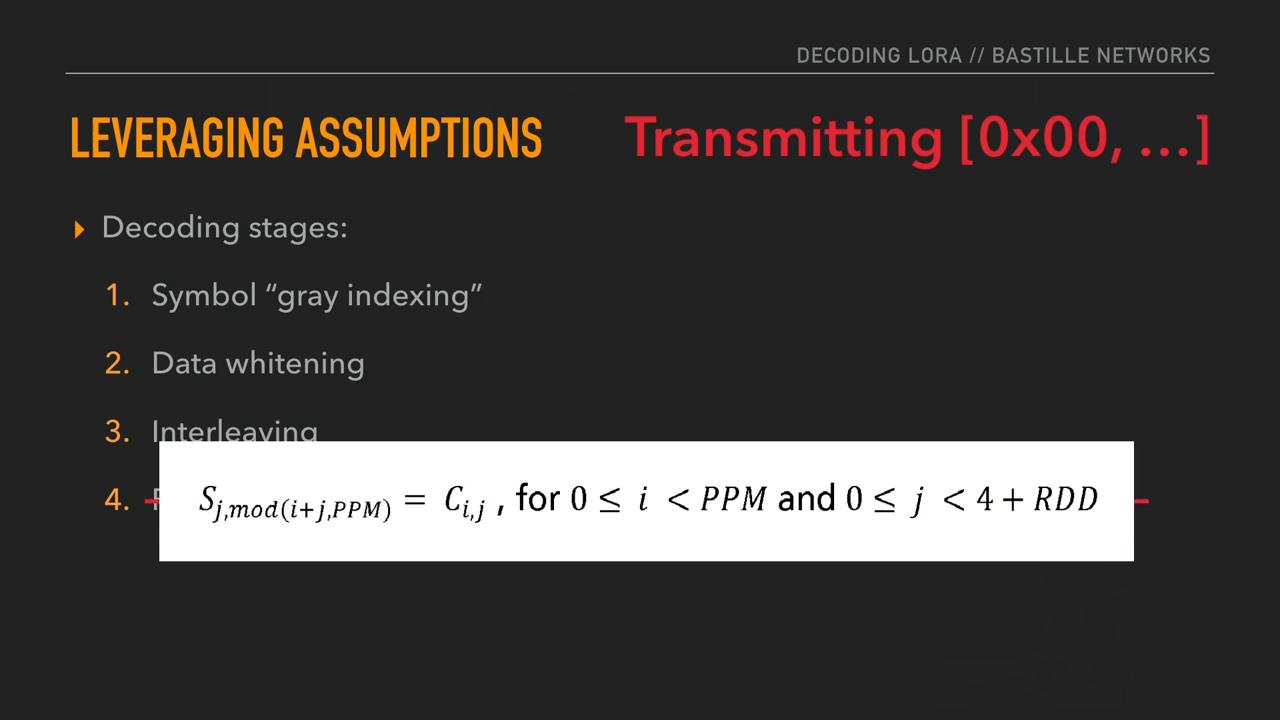 DECODING LORA // BASTILLE NETWORKS
LEVERAGING ASSUMPTIONS
Transmitting [0x00, …]
▸ Decoding stages:
1. Symbol “gray indexing”
2. Data whitening
3. Interleaving
4.
S_{j,mod(i+j,PPM)} = C_{i,j} , for 0 ≤ i < PPM and 0 ≤ j < 4 + RDD